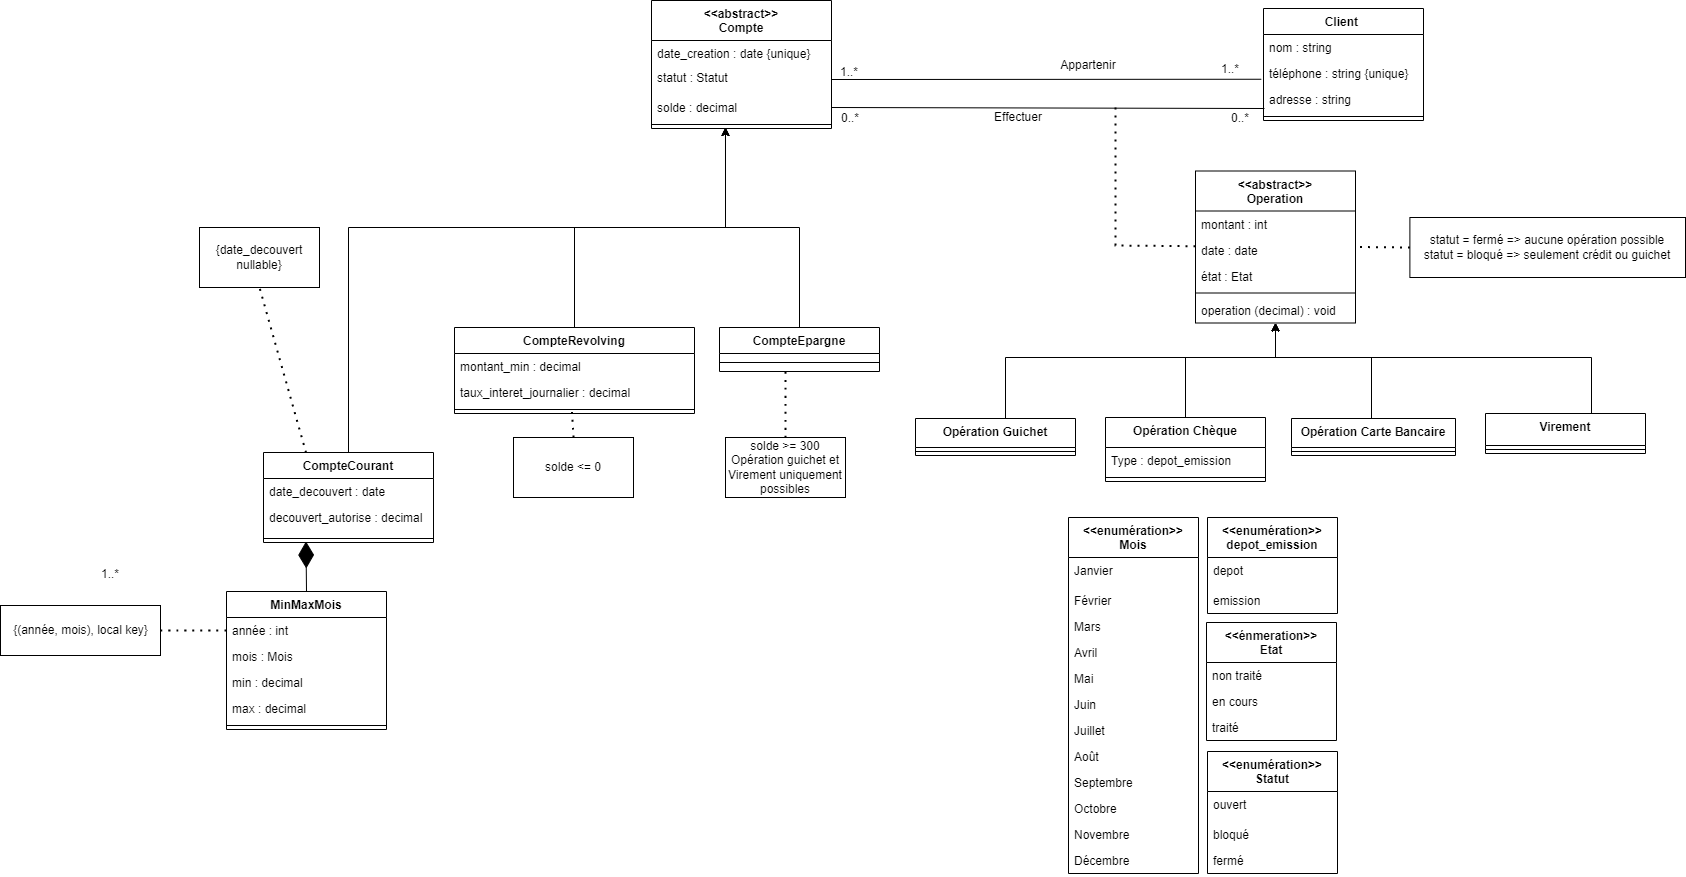 <<abstract>>
Compte
date_creation : date {unique}
statut : Statut
solde : decimal
Client
nom : string
téléphone : string {unique}
adresse : string
1..*
Appartenir
1..*
0..*
Effectuer
0..*
<<abstract>>
Operation
montant : int
date : date
état : Etat
operation (decimal) : void
statut = fermé => aucune opération possible
statut = bloqué => seulement crédit ou guichet
{date_decouvert
nullable}
CompteRevolving
montant_min : decimal
taux_interet_journalier : decimal
CompteEpargne
solde <= 0
solde >= 300
Opération guichet et
Virement uniquement
possibles
CompteCourant
date_decouvert : date
decouvert_autorise : decimal
Opération Guichet
Opération Chèque
Type : depot_emission
Opération Carte Bancaire
Virement
1..*
{(année, mois), local key}
MinMaxMois
année : int
mois : Mois
min : decimal
max : decimal
<<enumération>>
Mois
Janvier
Février
Mars
Avril
Mai
Juin
Juillet
Août
Septembre
Octobre
Novembre
Décembre
<<enumération>>
depot_emission
depot
emission
<<énmeration>>
Etat
non traité
en cours
traité
<<enumération>>
Statut
ouvert
bloqué
fermé